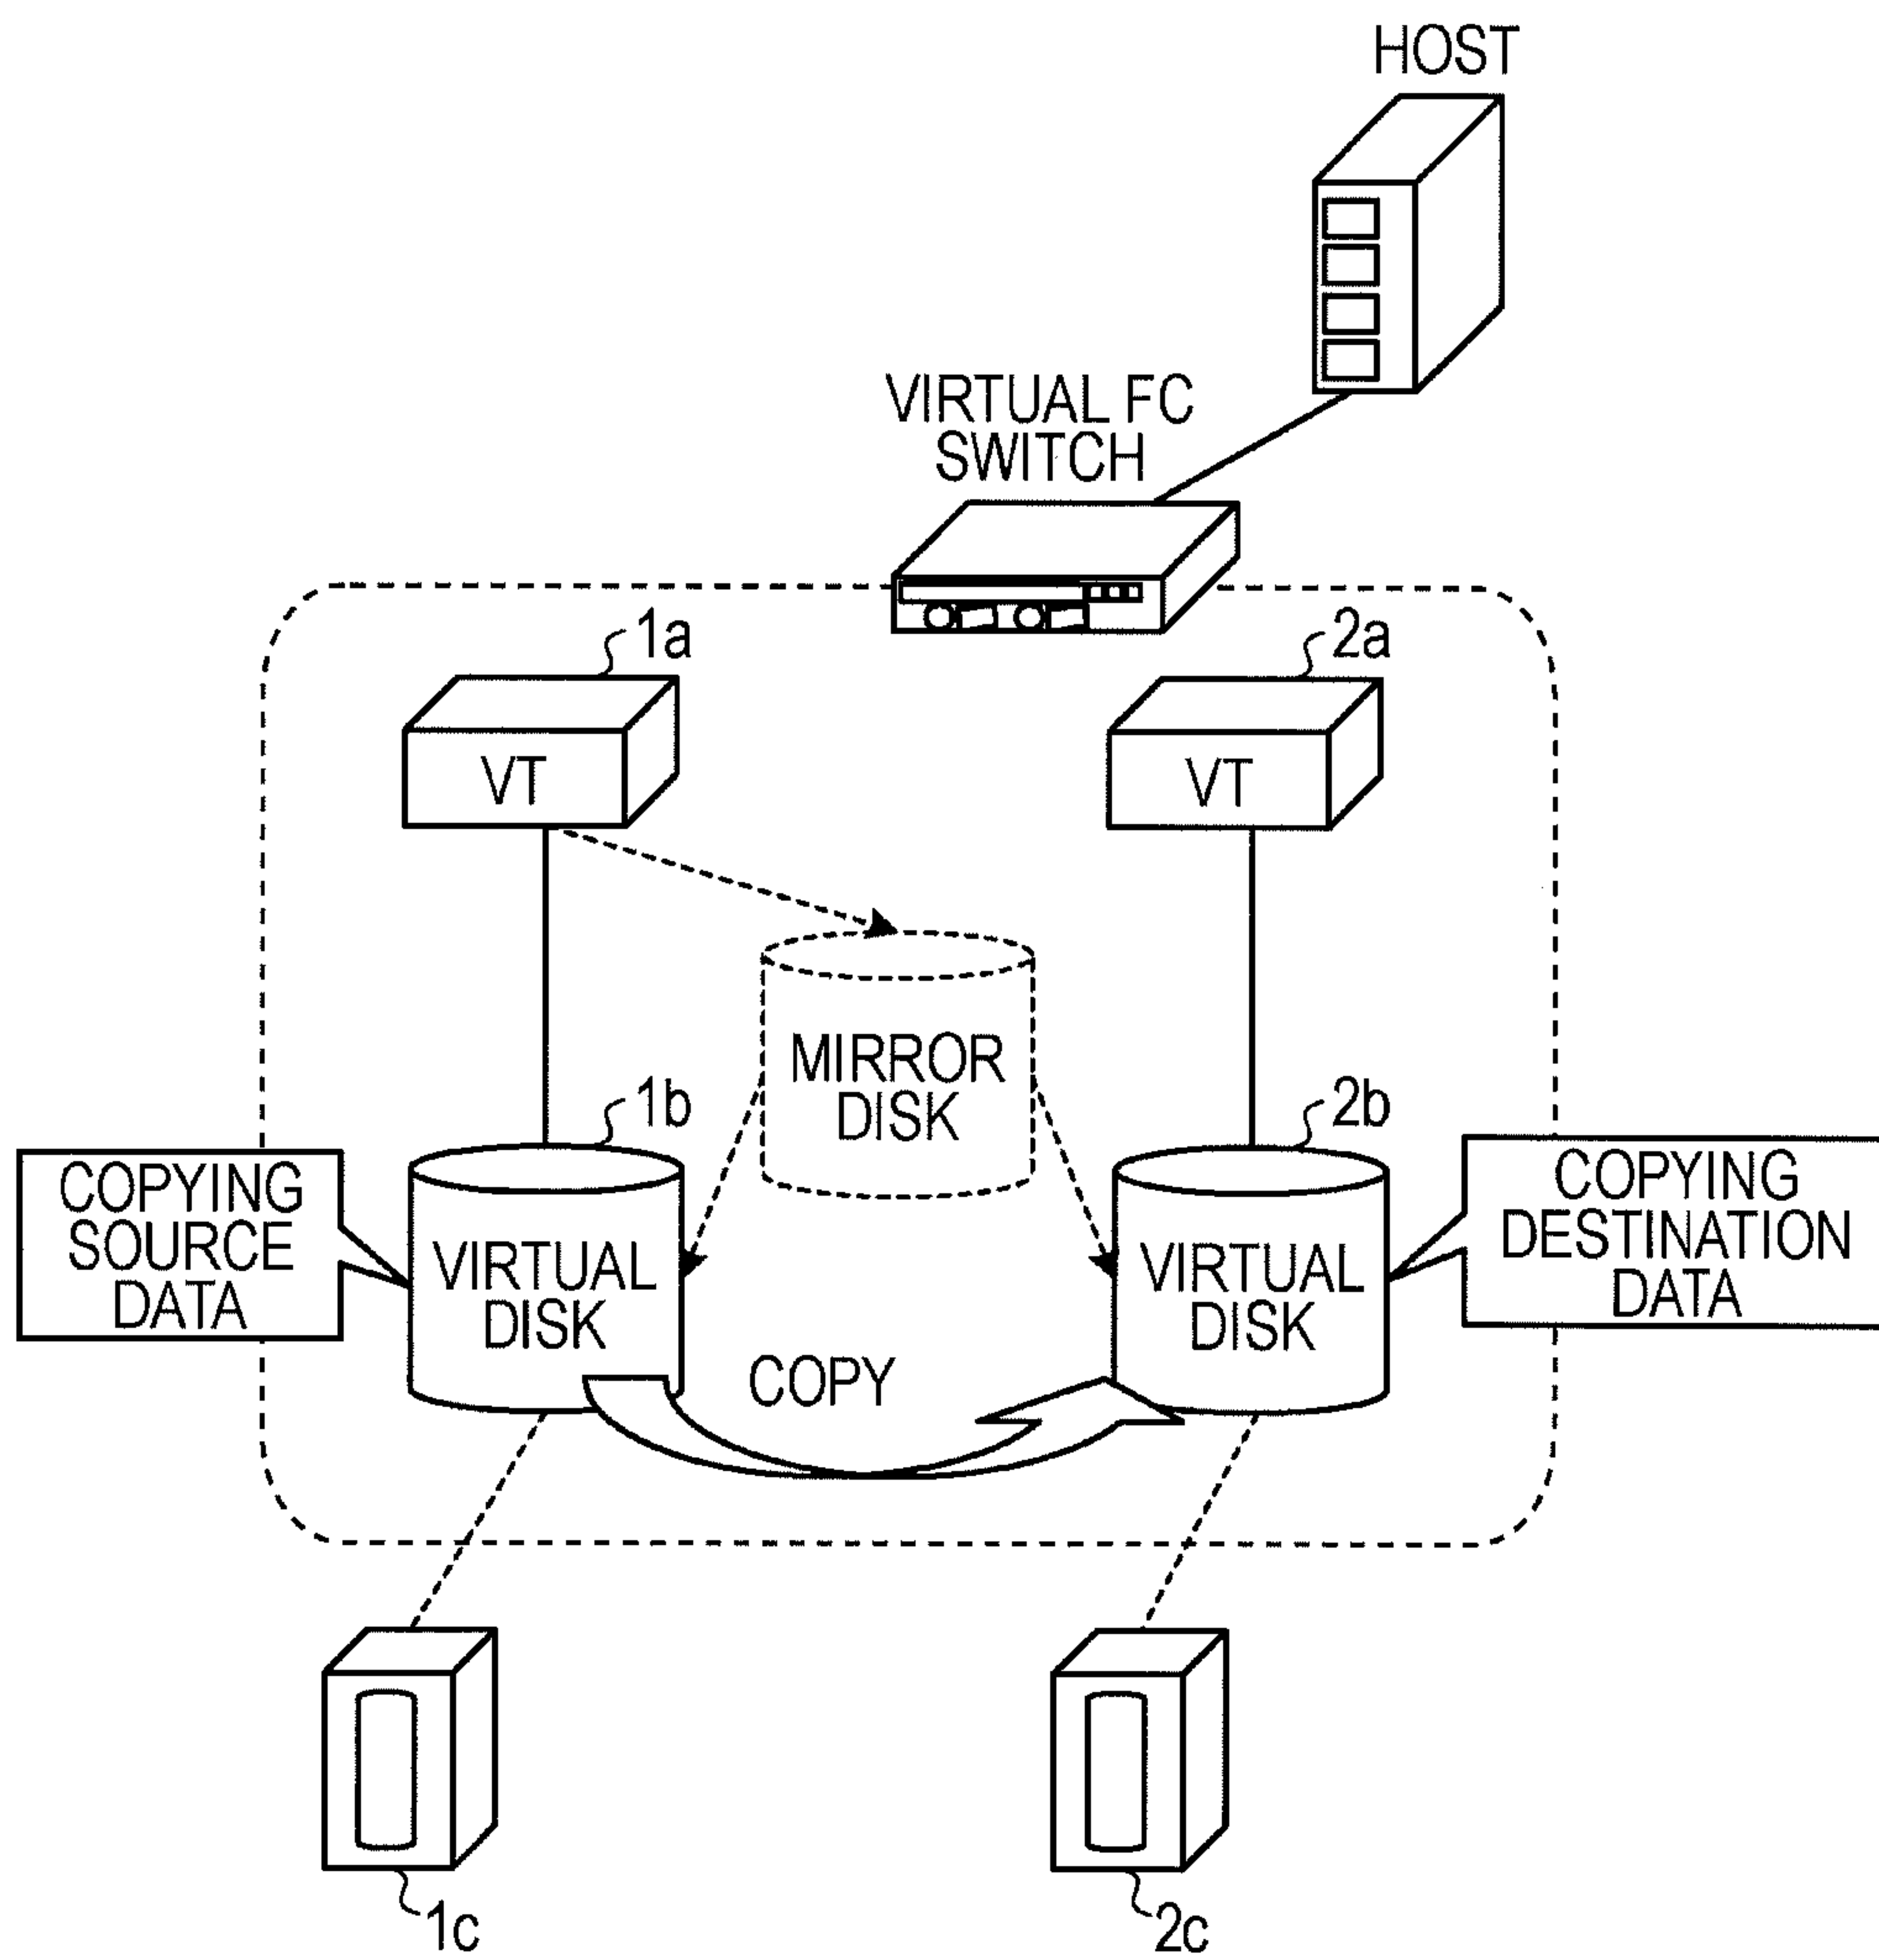 HOST
VIRTUAL FC
SWITCH
1a
2a
VT
VT
MIRROR
DISK
1b
2b
COPYING
SOURCE
DATA
VIRTUAL
DISK
VIRTUAL
DISK
COPYING
DESTINATION
DATA
COPY
1c
2c